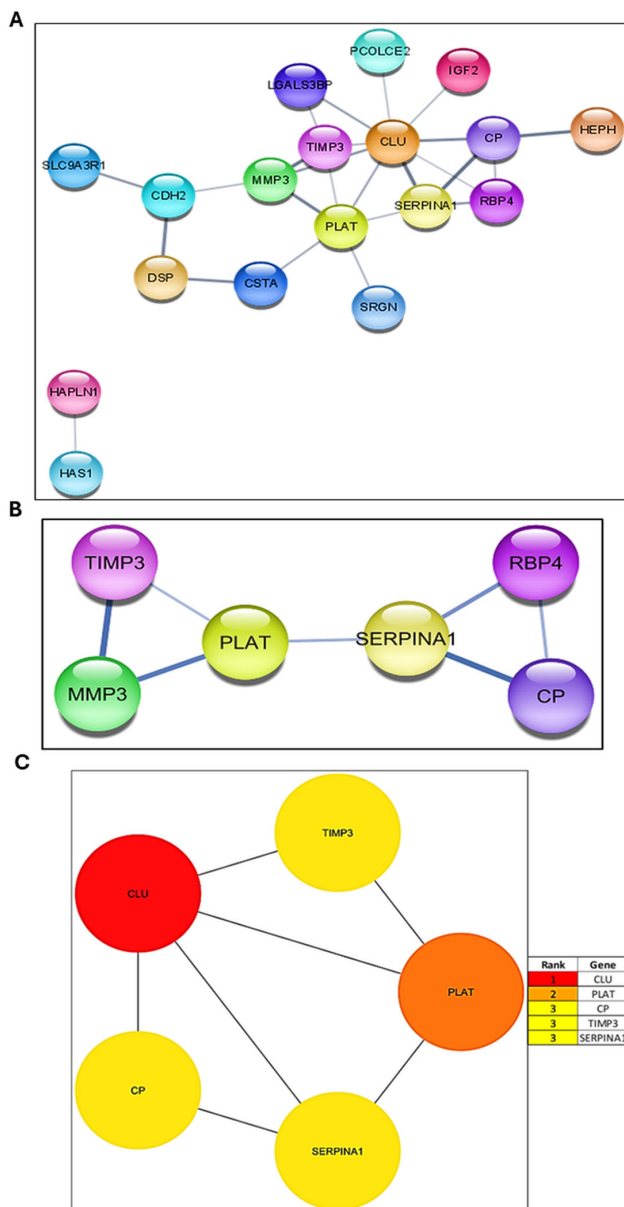 A
PCOLCE2
IGF2
LGALS3BP
CLU
CP
HEPH
TIMP3
SLC9A3R1
MMP3
CDH2
SERPINA1
RBP4
PLAT
DSP
CSTA
SRGN
HAPLN1
HAS1
B
TIMP3
RBP4
PLAT
SERPINA1
MMP3
CP
C
TIMP3
CLU
PLAT
CP
SERPINA1
Rank Gene
1 CLU
2 PLAT
3 CP
3 TIMP3
3 SERPINA1